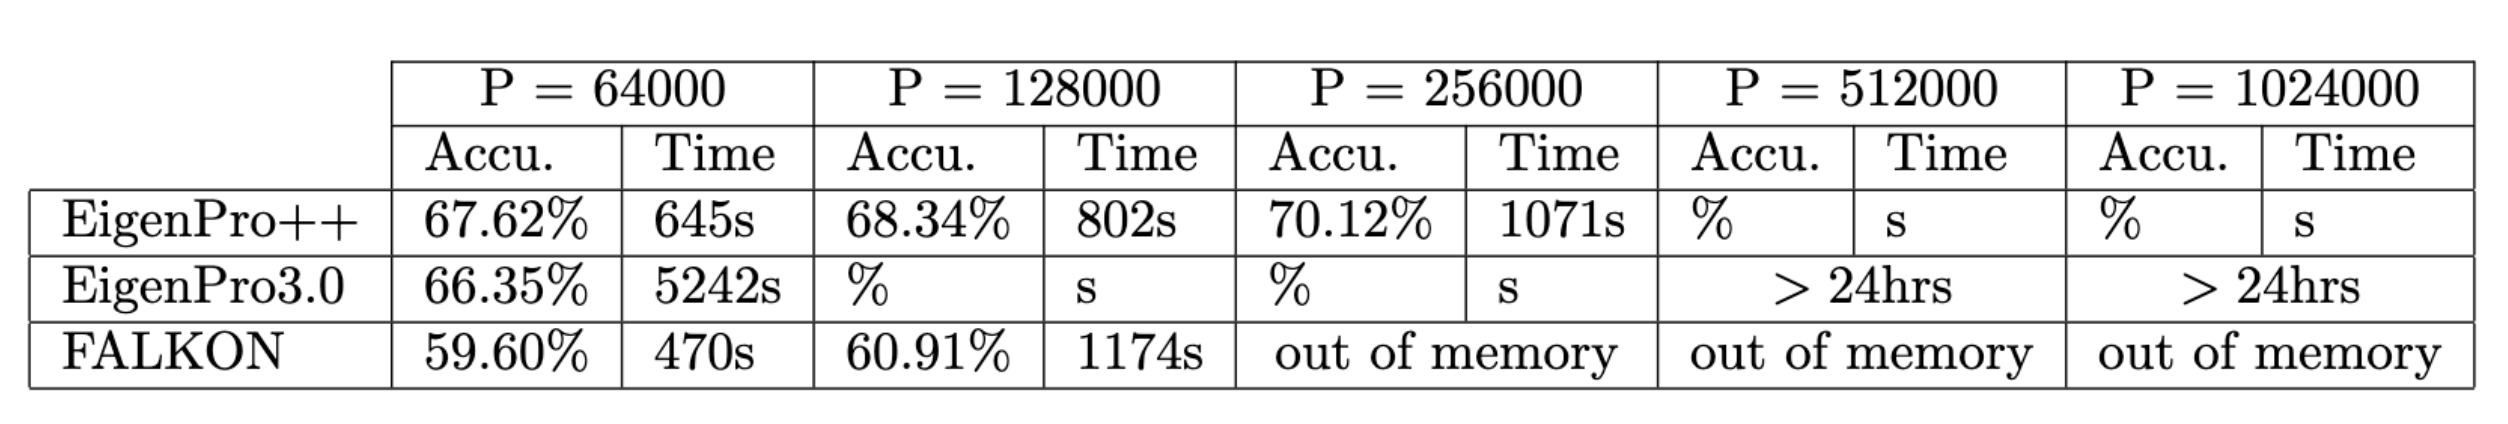 P = 64000 P = 128000 P = 256000 P = 512000 P = 1024000
Accu. Time Accu. Time Accu. Time Accu. Time Accu. Time
EigenPro++ 67.62% 645s 68.34% 802s 70.12% 1071s % s % s
EigenPro3.0 66.35% 5242s % s % s > 24hrs > 24hrs
FALKON 59.60% 470s 60.91% 1174s out of memory out of memory out of memory